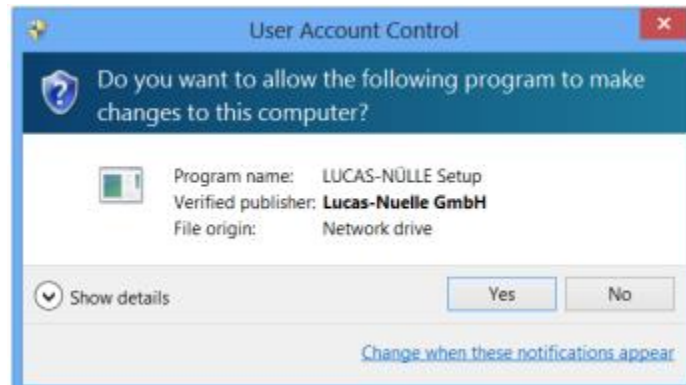 User Account Control
Do you want to allow the following program to make
changes to this computer?
Program name: LUCAS-NÜLLE Setup
Verified publisher: Lucas-Nuelle GmbH
File origin: Network drive
Show details
Yes No
Change when these notifications appear